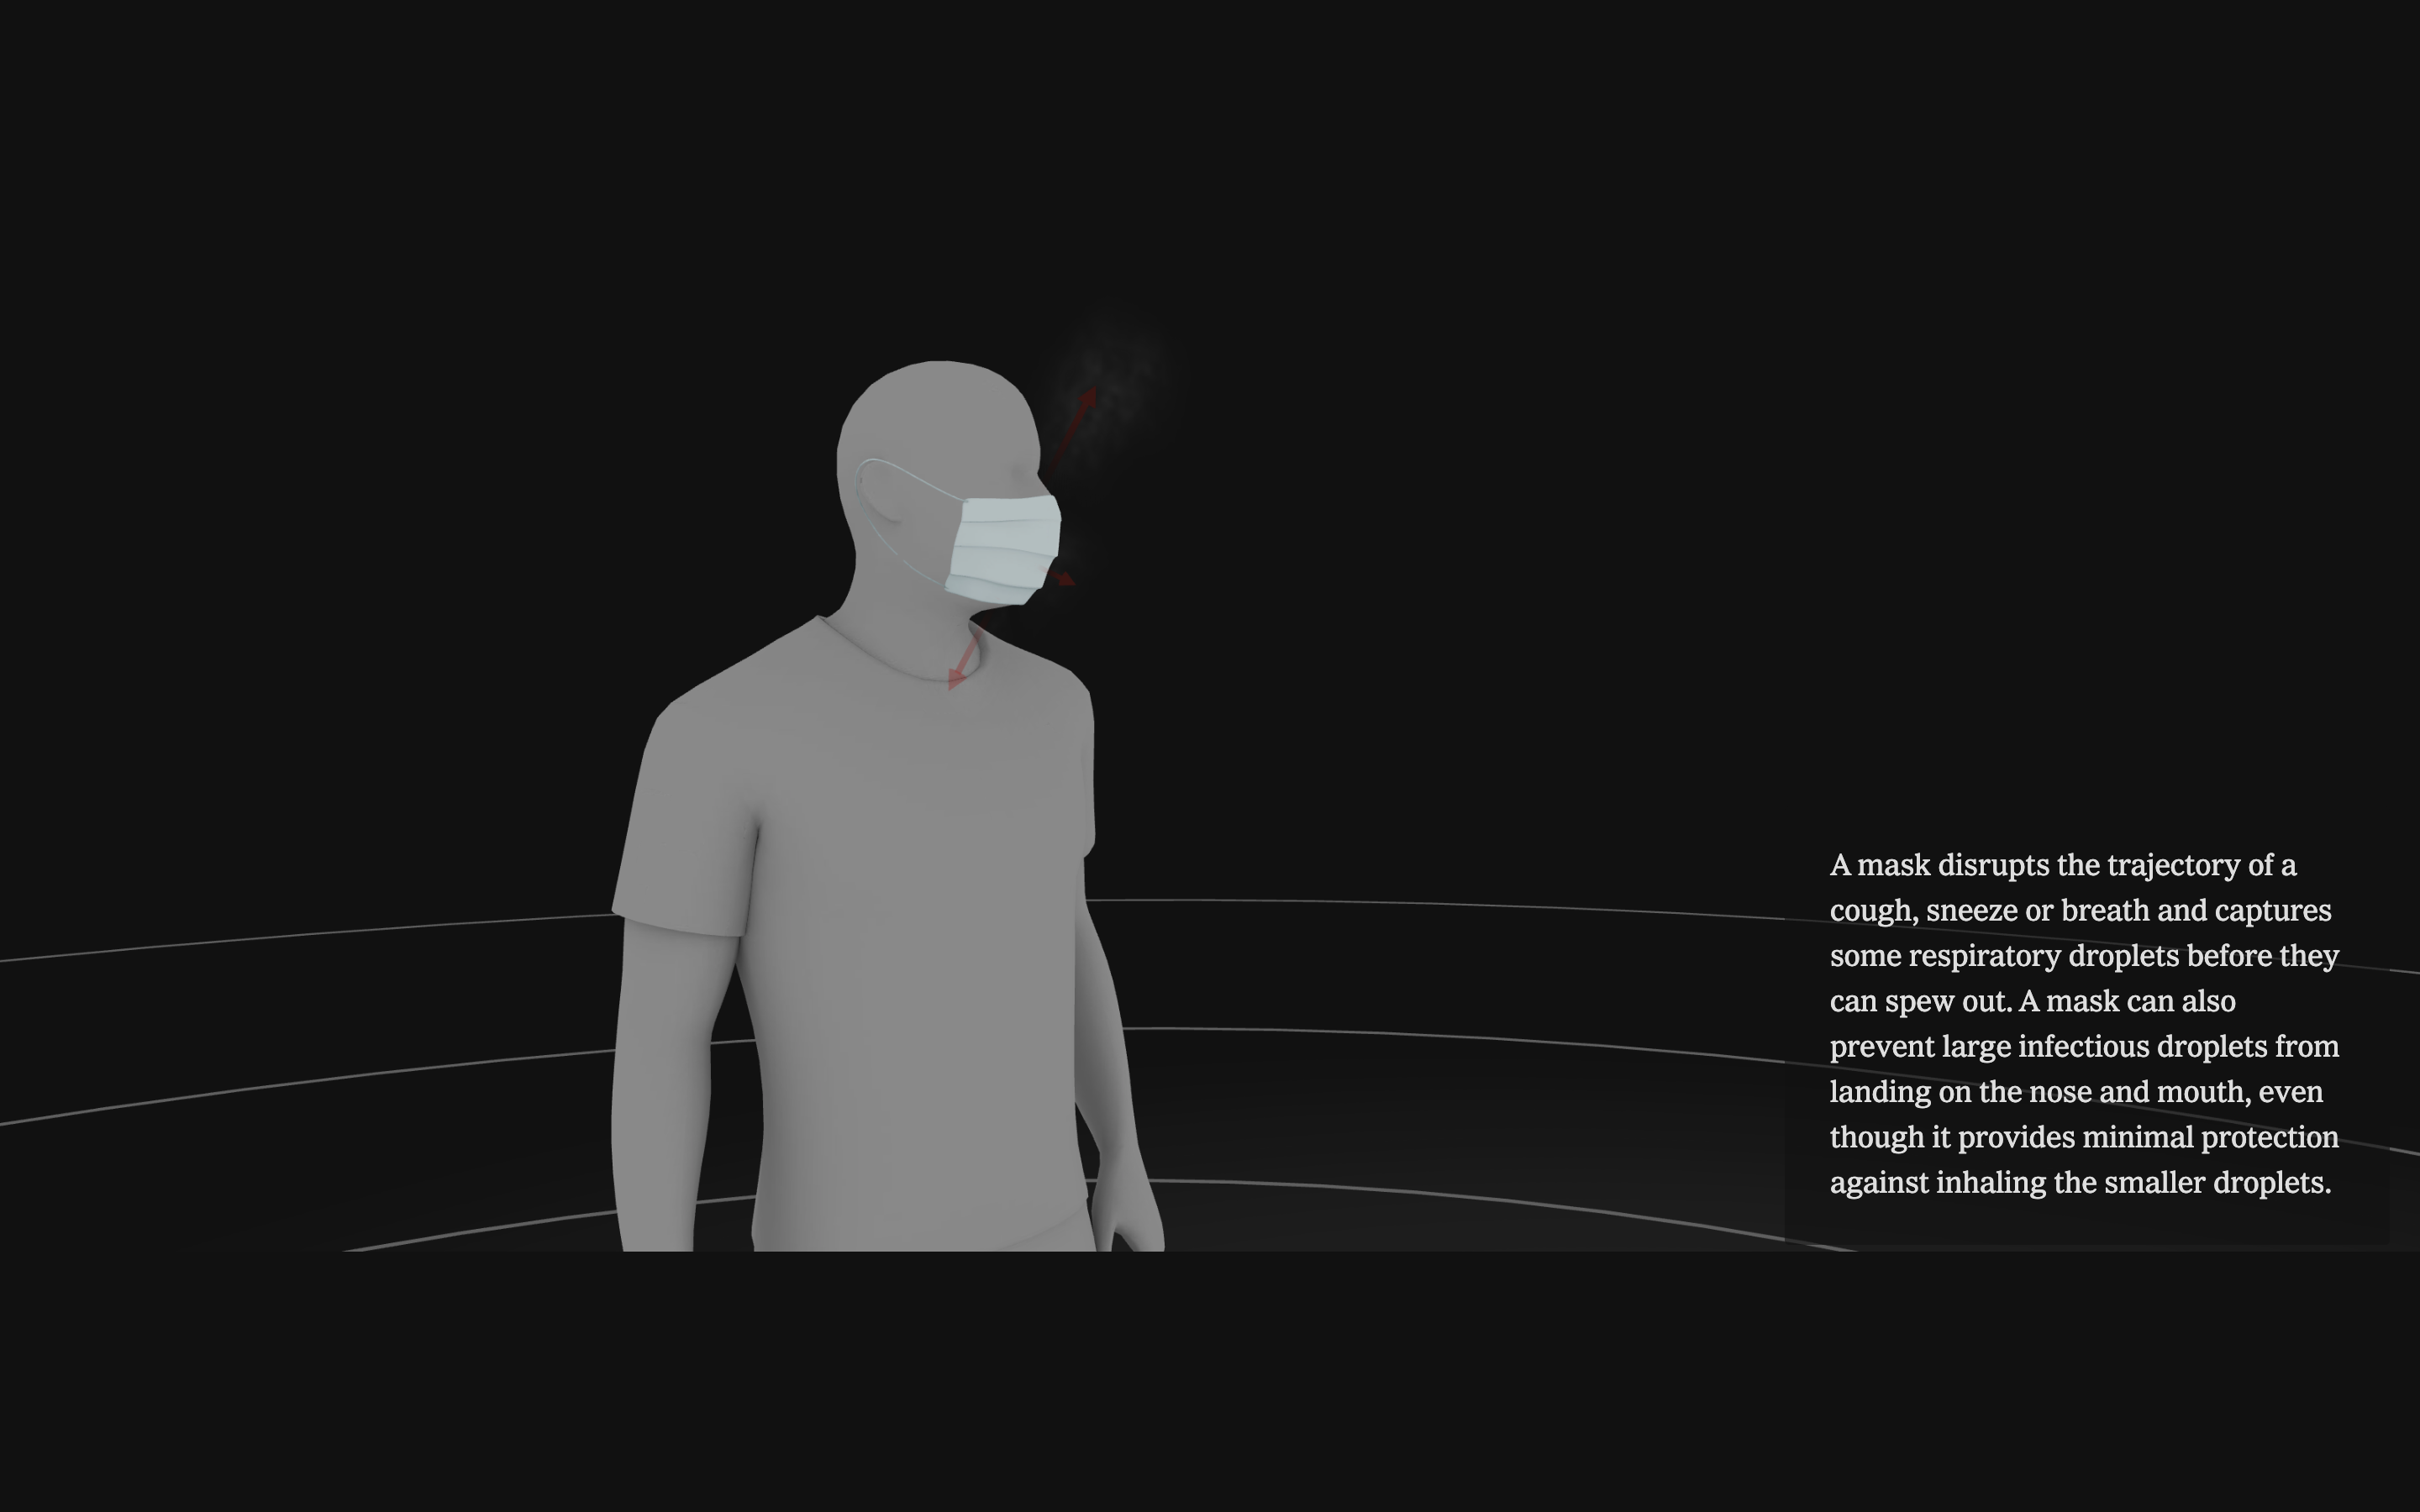 A mask disrupts the trajectory of a
cough, sneeze or breath and captures
some respiratory droplets before they
can spew out. A mask can also
prevent large infectious droplets from
landing on the nose and mouth, even
though it provides minimal protection
against inhaling the smaller droplets.